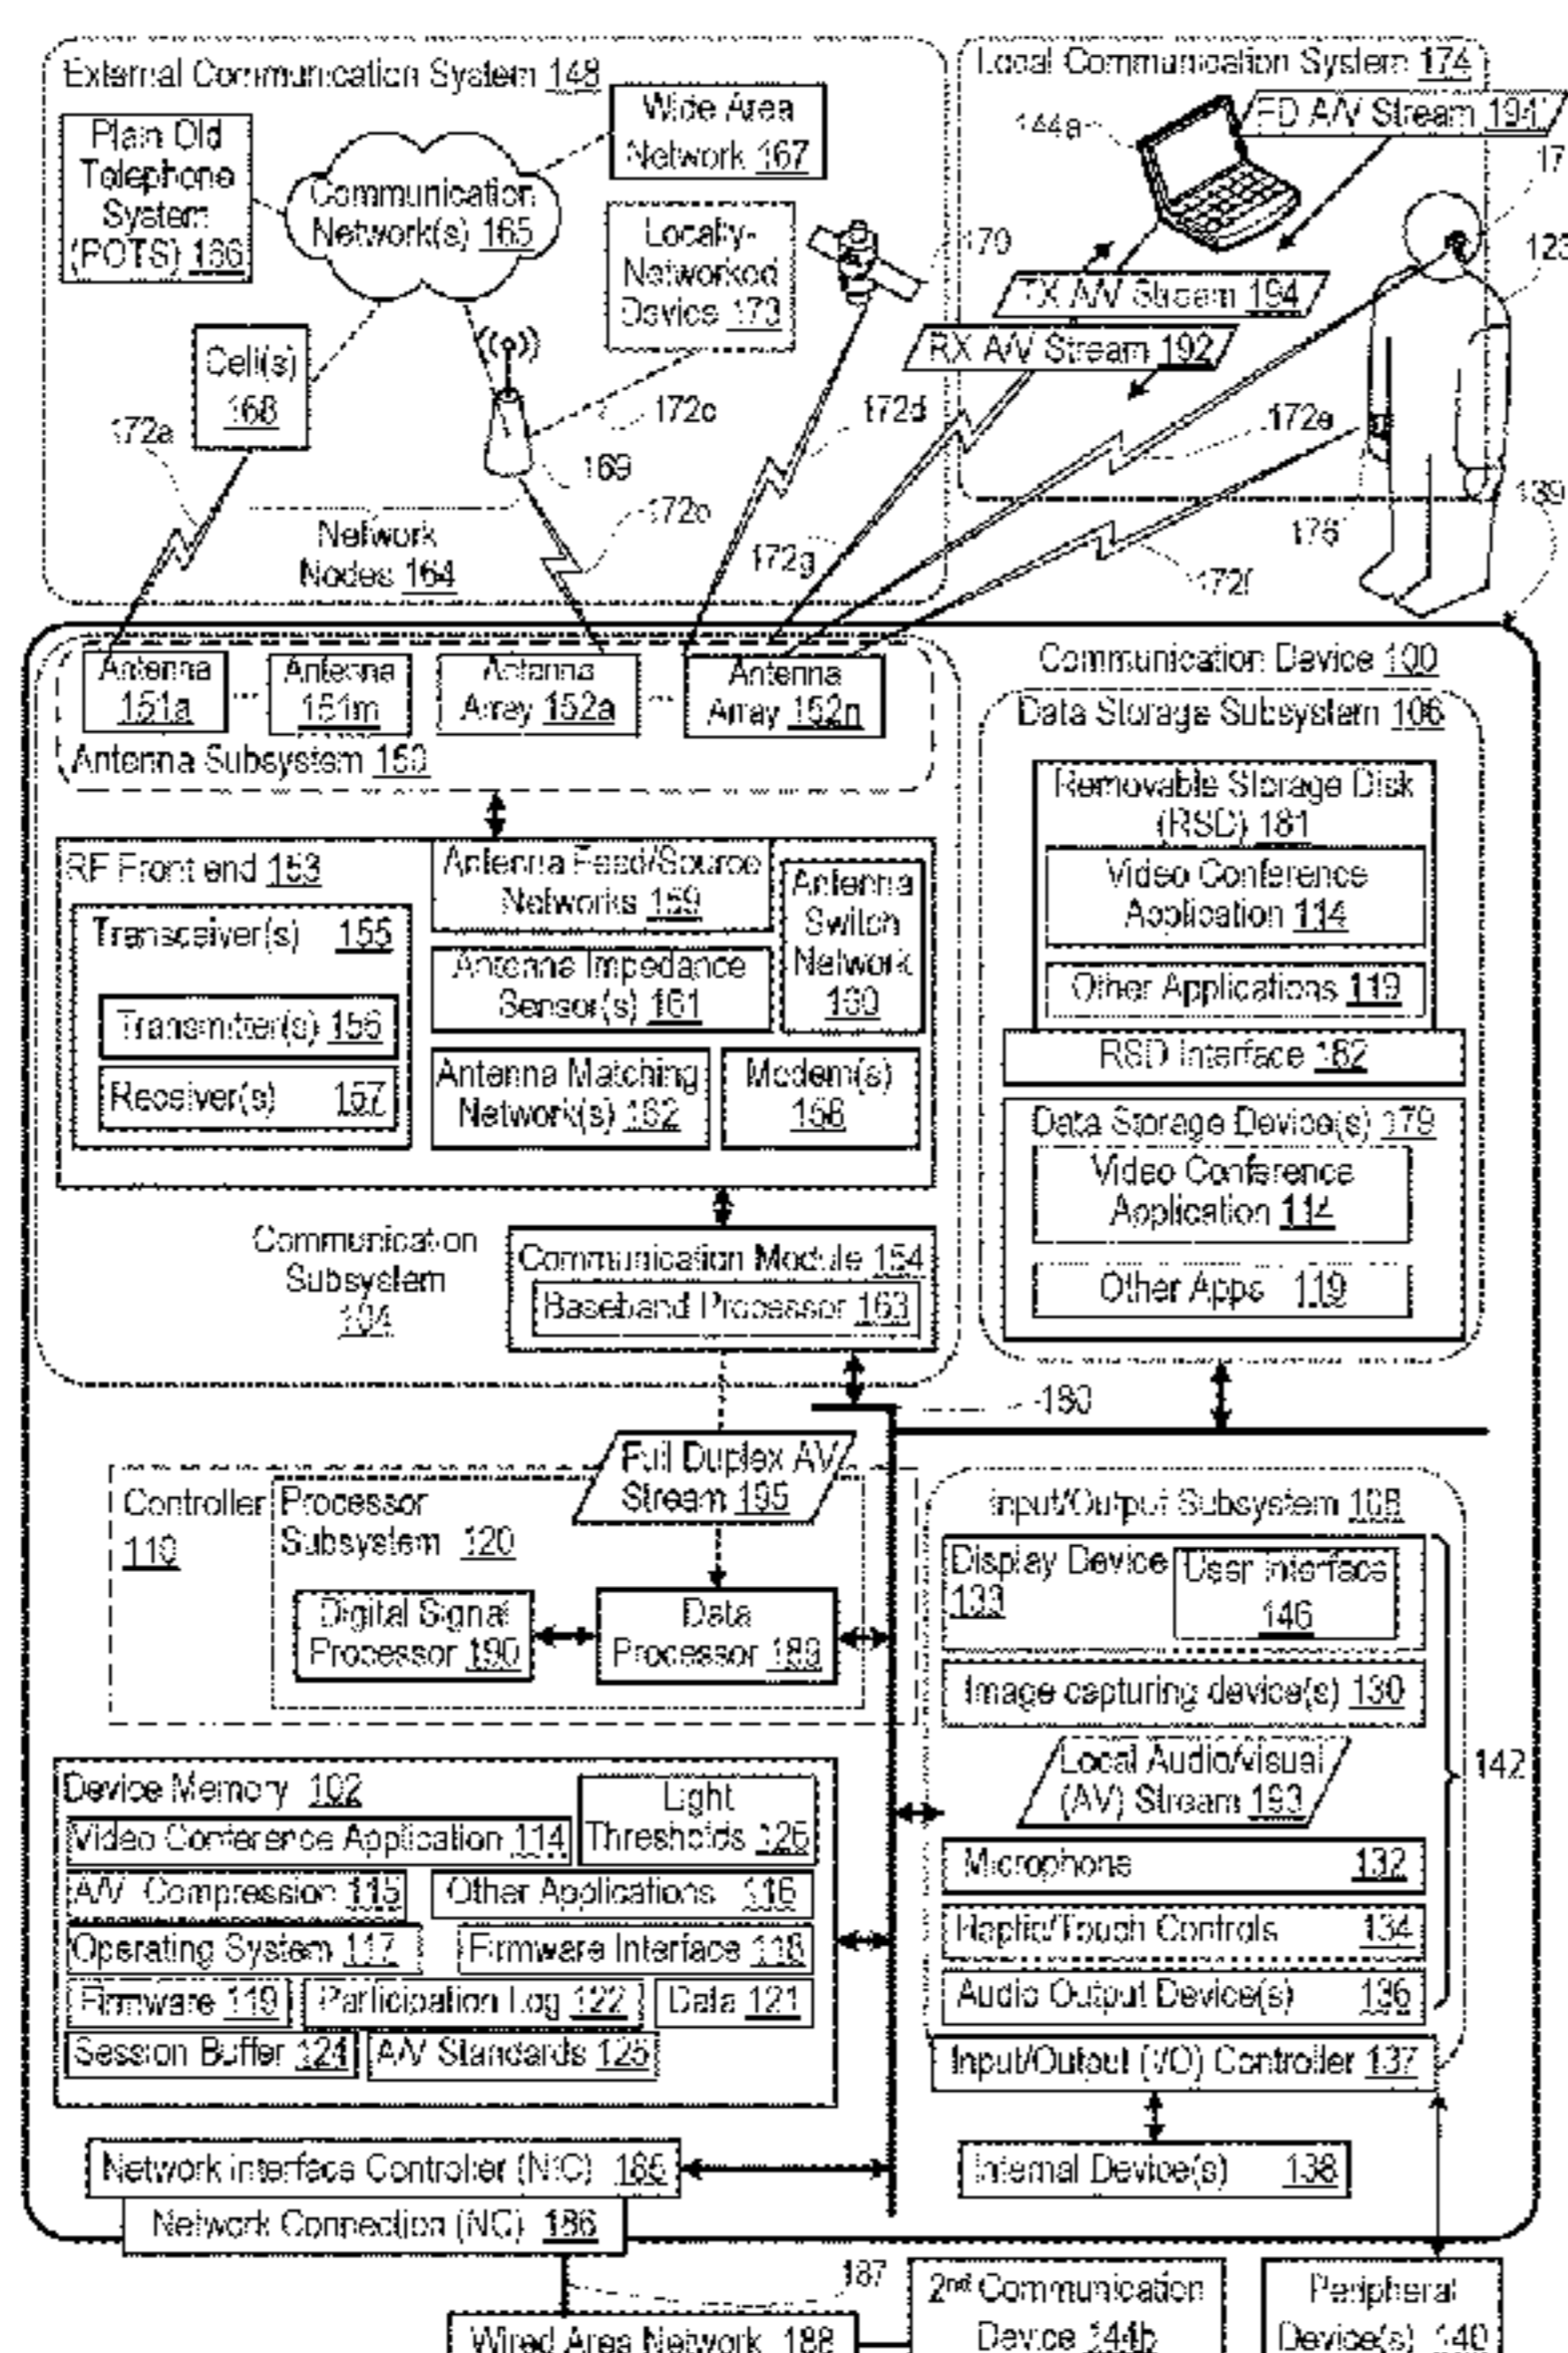 External Communication System 148
Plain Old
Telephone
System
(POTS) 166
Communication
Network(s) 165
Wide Area
Network 167
Locally-
Networked
Device 173
170
Cell(s)
168
172a
172c
172d
169
172b
Network
Nodes 164
172g
Local Communication System 174
144a
FD A/V Stream 194'
17
123
TX A/V Stream 194
RX A/V Stream 192
172e
176
172f
139
Communication Device 100
Antenna
151a
...
Antenna
151m
Antenna
Array 152a
...
Antenna
Array 152n
Antenna Subsystem 150
RF Front end 153
Transceiver(s) 155
Transmitter(s) 156
Receiver(s) 157
Antenna Feed/Source
Networks 159
Antenna Impedance
Sensor(s) 161
Antenna
Switch
Network
160
Antenna Matching
Network(s) 162
Modem(s)
158
Communication
Subsystem
104
Communication Module 154
Baseband Processor 163
Data Storage Subsystem 106
Removable Storage Disk
(RSD) 181
Video Conference
Application 114
Other Applications 119
RSD Interface 182
Data Storage Device(s) 179
Video Conference
Application 114
Other Apps 119
180
Full Duplex AV
Stream 195
Controller
110
Processor
Subsystem 120
Digital Signal
Processor 190
Data
Processor 189
Input/Output Subsystem 108
Display Device
133
User Interface
146
Image capturing device(s) 130
Local Audio/visual
(AV) Stream 193
Microphone 132
Haptic/Touch Controls 134
Audio Output Device(s) 136
142
Input/Output (I/O) Controller 137
Internal Device(s) 138
Device Memory 102
Light
Thresholds 126
Video Conference Application 114
A/V Compression 115
Other Applications 116
Operating System 117
Firmware Interface 118
Firmware 119
Participation Log 122
Data 121
Session Buffer 124
A/V Standards 125
Network interface Controller (NIC) 185
Network Connection (NC) 186
187
Wired Area Network 188
2nd Communication
Device 144b
Peripheral
Device(s) 140